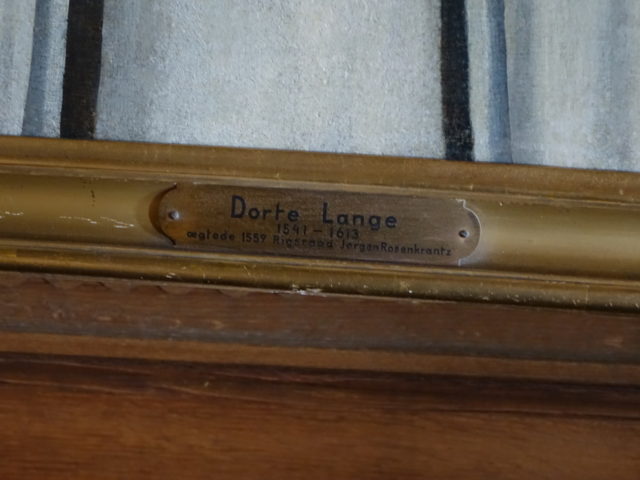 Dorte Lange
1541 – 1613
ægtede 1559 Rigsraad Jørgen Rosenkrantz